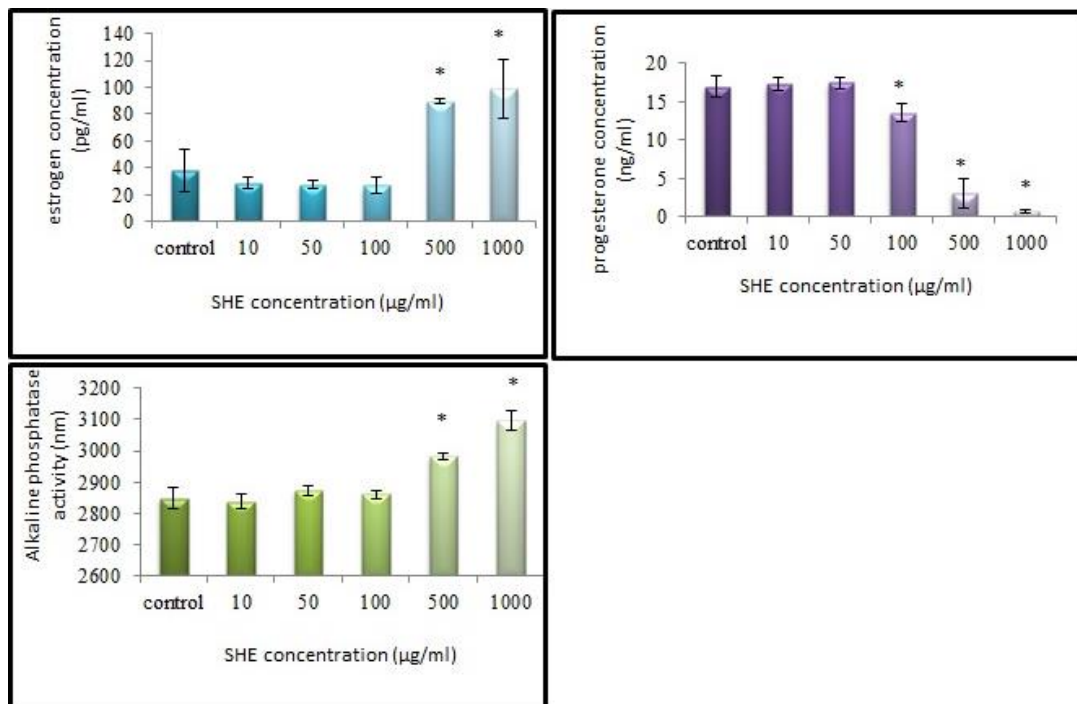 estrogen concentration
(pg/ml)
140
120
100
80
60
40
20
0
*
*
control 10 50 100 500 1000
SHE concentration (µg/ml)
progesterone concentration
(ng/ml)
20
15
10
5
0
*
*
*
control 10 50 100 500 1000
SHE concentration (µg/ml)
Alkaline phosphatase
activity (nm)
3200
3100
3000
2900
2800
2700
2600
*
*
control 10 50 100 500 1000
SHE concentration (µg/ml)